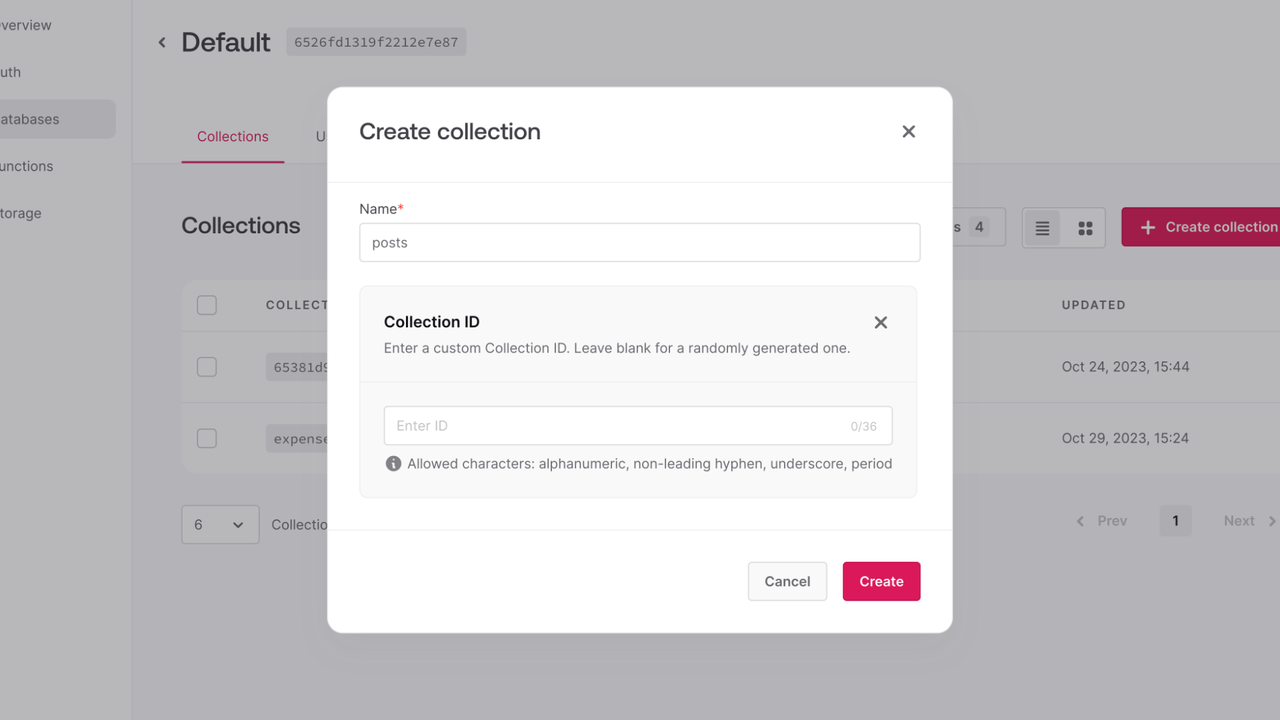 verview
Default 6526fd1319f2212e7e87
uth
atabases
unctions
torage
Collections U
Create collection
Name*
posts
Collections
s 4
Create collection
COLLECT UPDATED
65381d9 Oct 24, 2023, 15:44
expense Oct 29, 2023, 15:24
Collection ID
Enter a custom Collection ID. Leave blank for a randomly generated one.
Enter ID 0/36
Allowed characters: alphanumeric, non-leading hyphen, underscore, period
6 Collectio
Prev 1 Next
Cancel Create